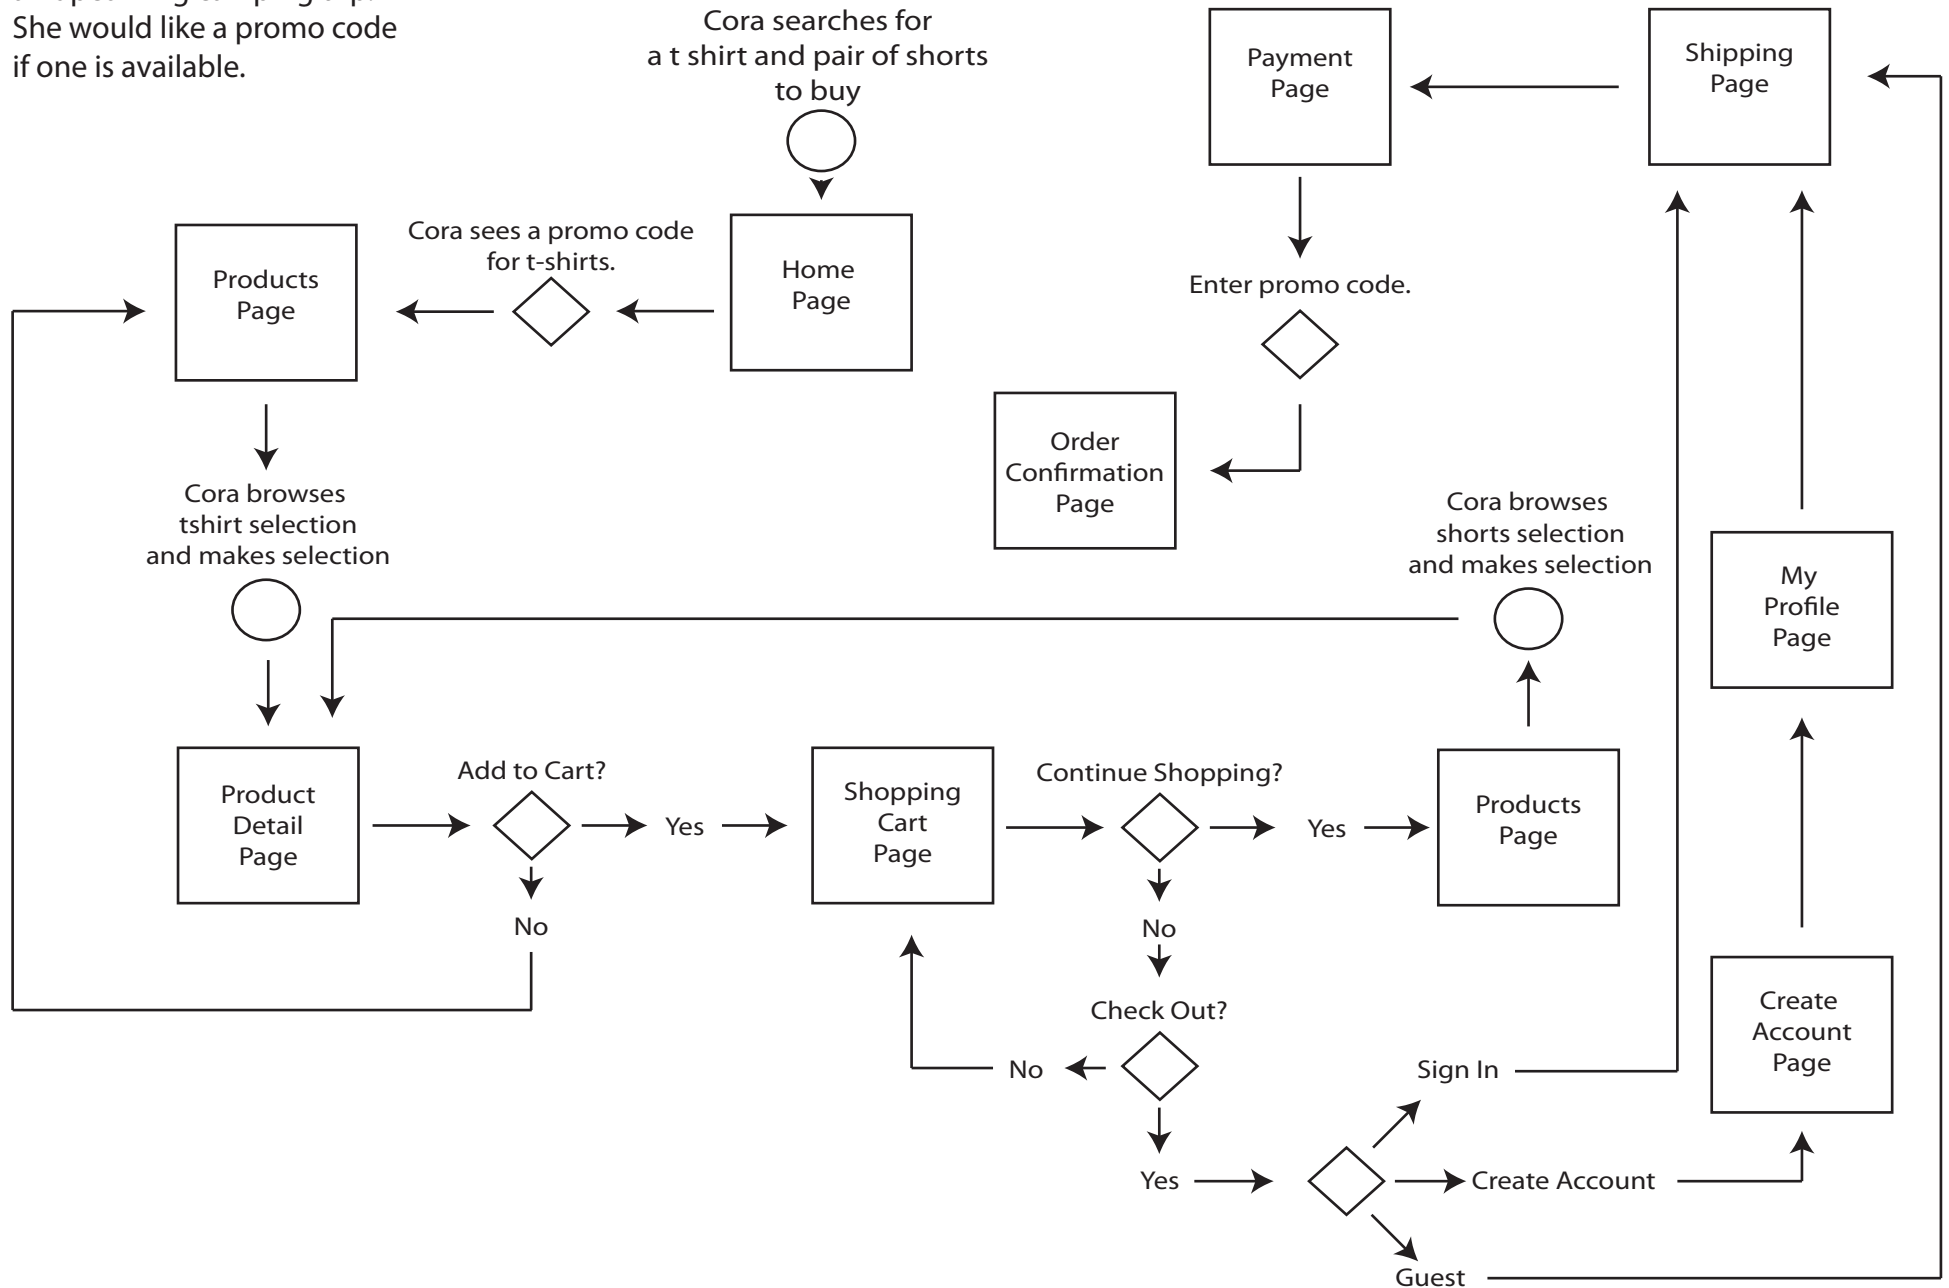 She would like a promo code
if one is available.
Cora searches for
a t shirt and pair of shorts
to buy
Home
Page
Cora sees a promo code
for t-shirts.
Products
Page
Cora browses
tshirt selection
and makes selection
Product
Detail
Page
Add to Cart?
Yes
No
Shopping
Cart
Page
Continue Shopping?
Yes
Products
Page
Cora browses
shorts selection
and makes selection
No
Check Out?
No
Yes
Sign In
Create Account
Guest
Create
Account
Page
My
Profile
Page
Shipping
Page
Payment
Page
Enter promo code.
Order
Confirmation
Page